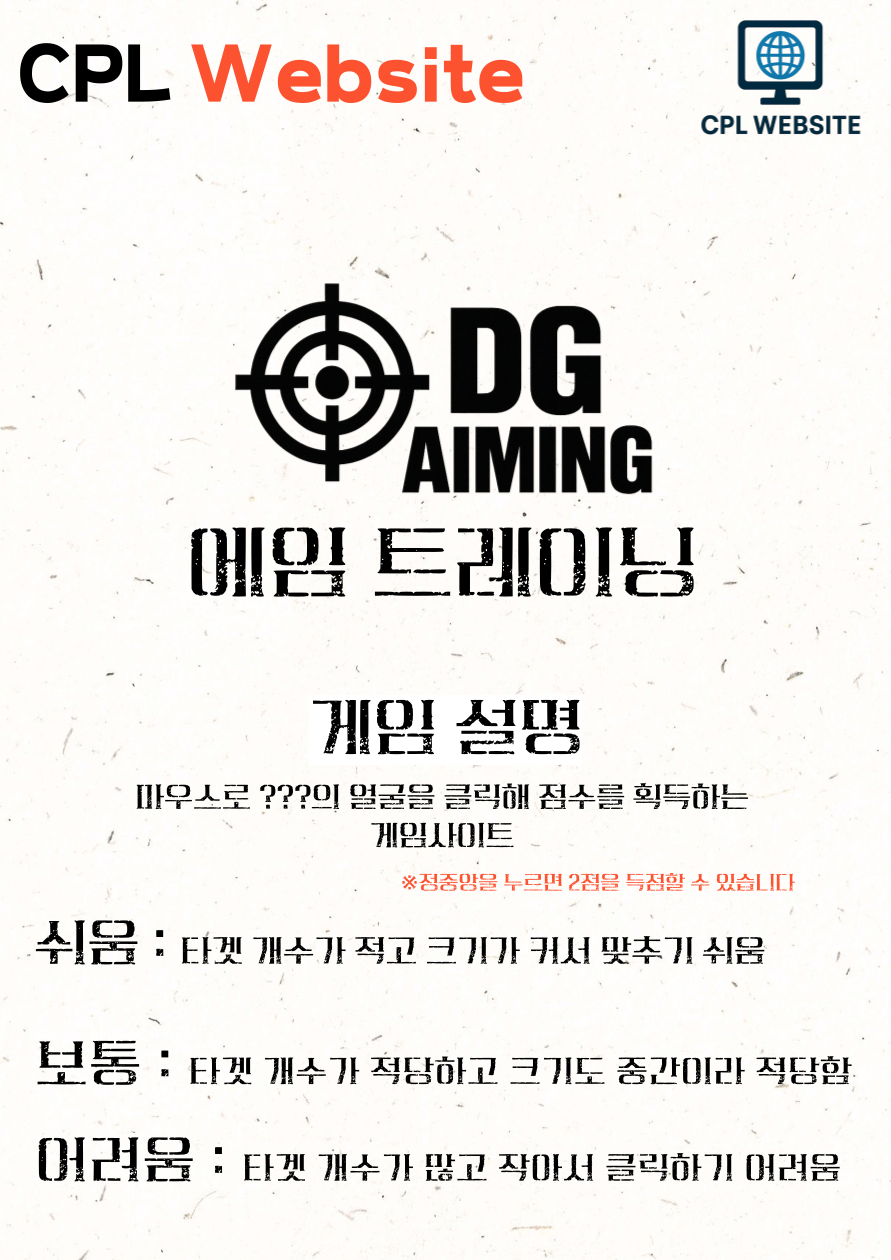 CPL Website
CPL WEBSITE
DG
AIMING
에임 트레이닝
게임 설명
마우스로 ???의 얼굴을 클릭해 점수를 획득하는
게임사이트
※정중앙을 누르면 2점을 득점할 수 있습니다
쉬움 : 타겟 개수가 적고 크기가 커서 맞추기 쉬움
보통 : 타겟 개수가 적당하고 크기도 중간이라 적당함
어려움 : 타겟 개수가 많고 작아서 클릭하기 어려움